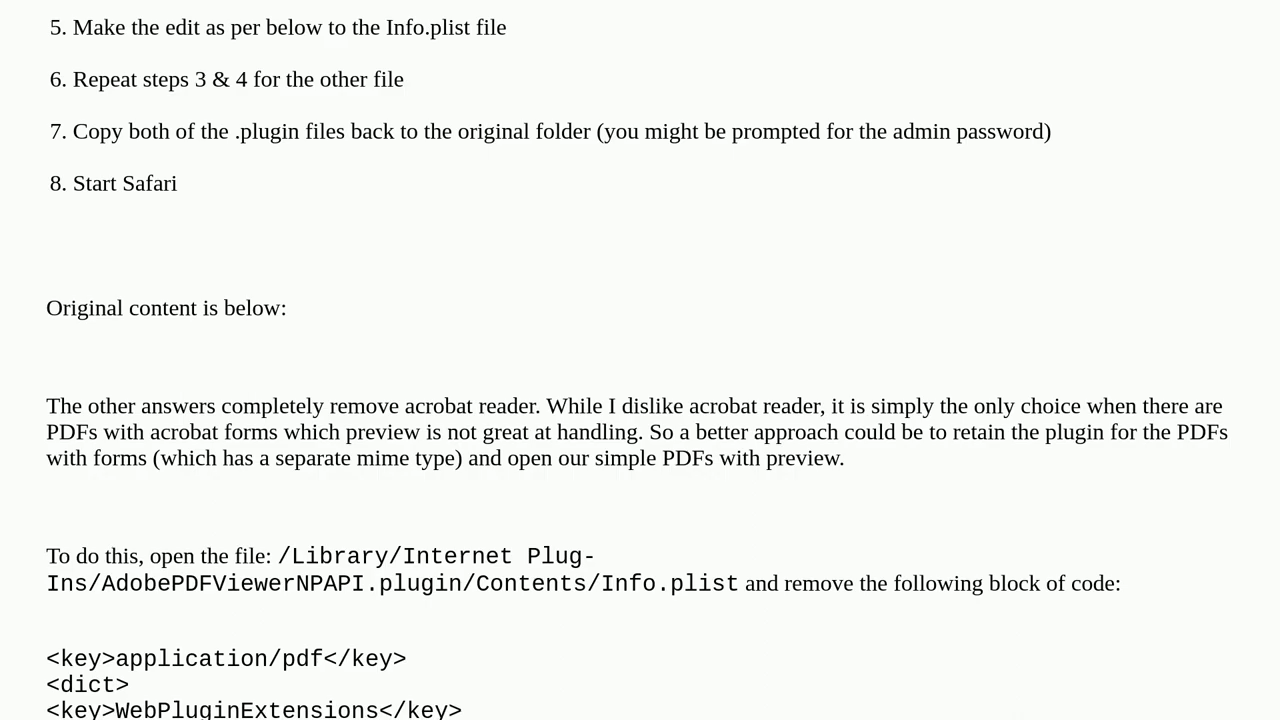 5. Make the edit as per below to the Info.plist file
6. Repeat steps 3 & 4 for the other file
7. Copy both of the .plugin files back to the original folder (you might be prompted for the admin password)
8. Start Safari
Original content is below:
The other answers completely remove acrobat reader. While I dislike acrobat reader, it is simply the only choice when there are
PDFs with acrobat forms which preview is not great at handling. So a better approach could be to retain the plugin for the PDFs
with forms (which has a separate mime type) and open our simple PDFs with preview.
To do this, open the file: /Library/Internet Plug-
Ins/AdobePDFViewerNPAPI.plugin/Contents/Info.plist and remove the following block of code:
<key>application/pdf</key>
<dict>
<key>WebPluginExtensions</key>